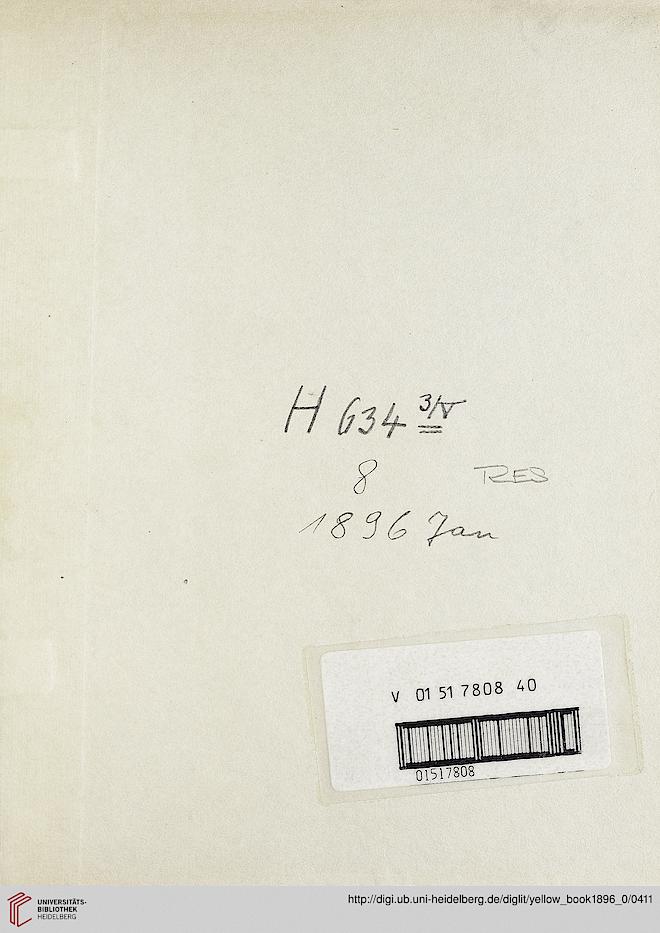 H 634 3/IV
8
TRES
1896 Jan
V 01 51 7808 40
01517808
UNIVERSITÄTS-
BIBLIOTHEK
HEIDELBERG
http://digi.ub.uni-heidelberg.de/diglit/yellow_book1896_0/0411